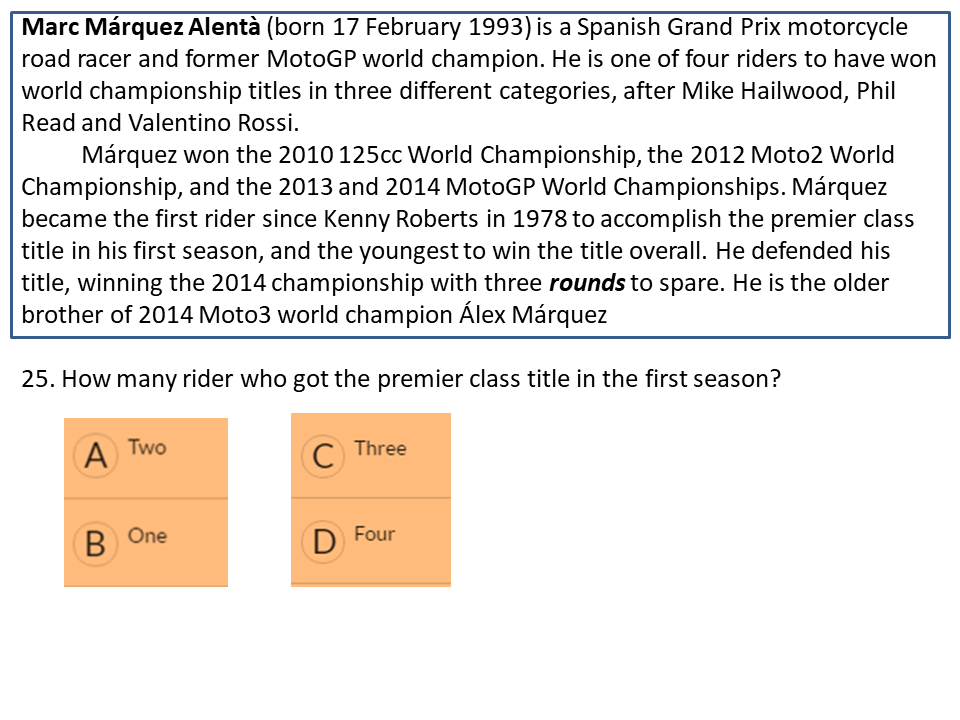 Marc Márquez Alentà (born 17 February 1993) is a Spanish Grand Prix motorcycle
road racer and former MotoGP world champion. He is one of four riders to have won
world championship titles in three different categories, after Mike Hailwood, Phil
Read and Valentino Rossi.
Márquez won the 2010 125cc World Championship, the 2012 Moto2 World
Championship, and the 2013 and 2014 MotoGP World Championships. Márquez
became the first rider since Kenny Roberts in 1978 to accomplish the premier class
title in his first season, and the youngest to win the title overall. He defended his
title, winning the 2014 championship with three rounds to spare. He is the older
brother of 2014 Moto3 world champion Álex Márquez
25. How many rider who got the premier class title in the first season?
A Two
B One
C Three
D Four